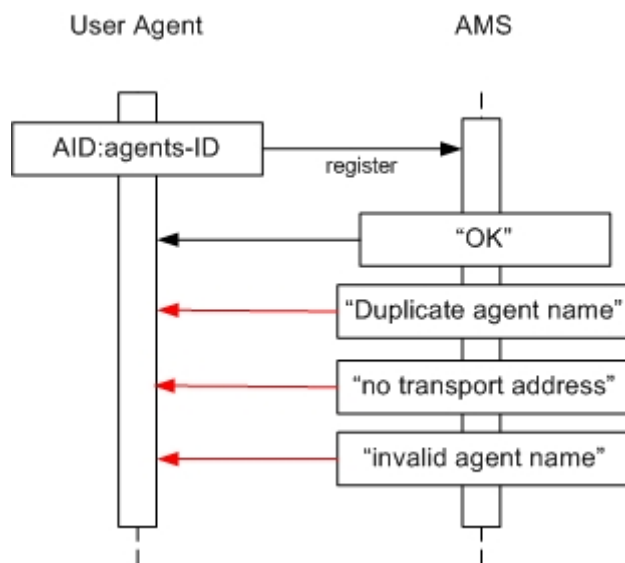 User Agent
AMS
AID:agents-ID
register
“OK”
“Duplicate agent name”
“no transport address”
“invalid agent name”